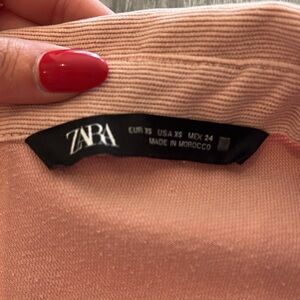 ZARA
EUR XS USA XS MEX 24
MADE IN MOROCCO